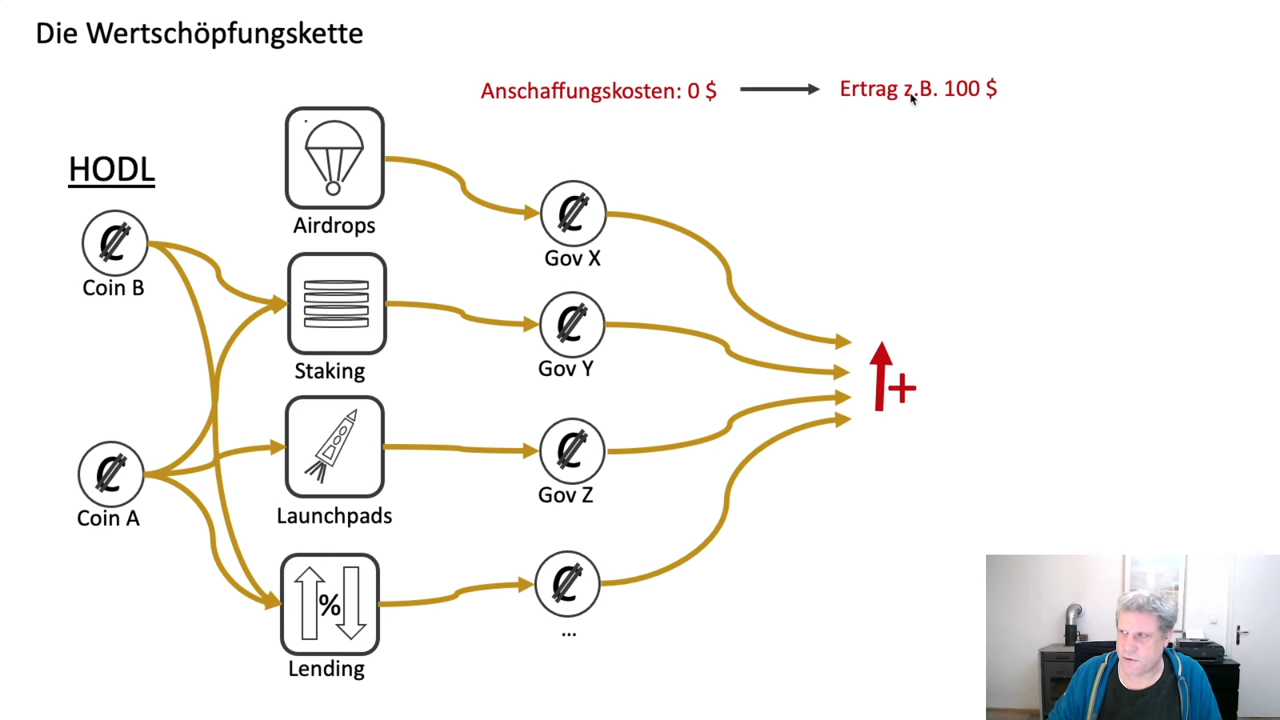 Die Wertschöpfungskette
Anschaffungskosten: 0 $
Ertrag z.B. 100 $
HODL
Airdrops
Gov X
Coin B
Staking
Gov Y
Coin A
Launchpads
Gov Z
%
Lending
...
+